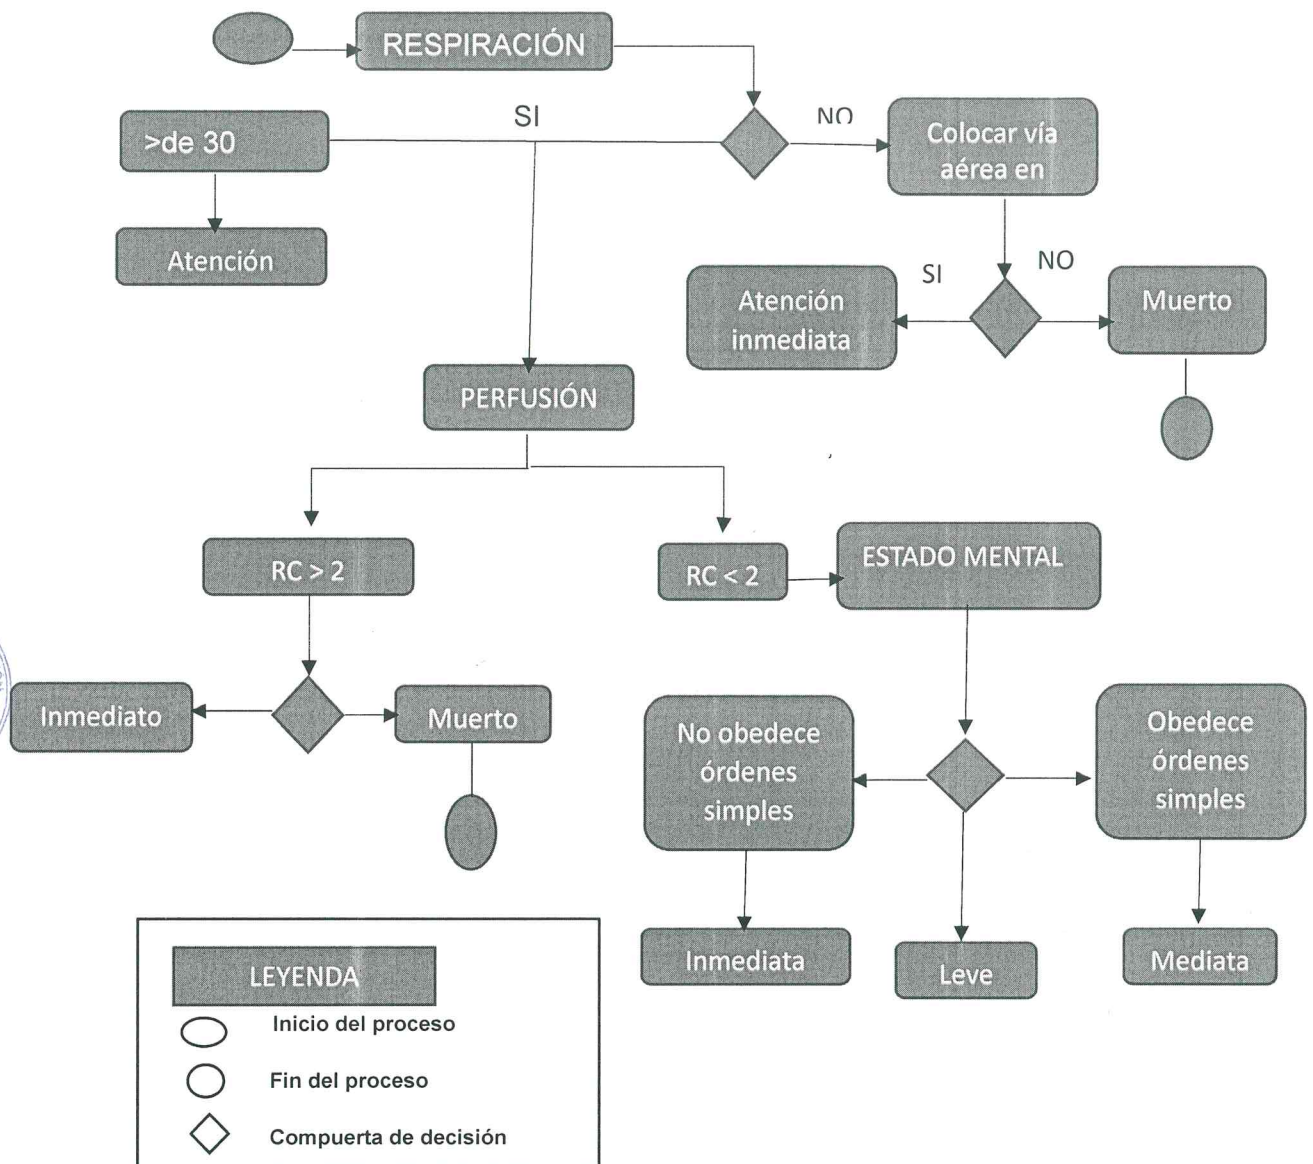 RESPIRACIÓN
SI
NO
>de 30
Colocar vía
aérea en
Atención
SI
NO
Atención
inmediata
Muerto
PERFUSIÓN
RC > 2
RC < 2
ESTADO MENTAL
Inmediato
Muerto
No obedece
órdenes
simples
Obedece
órdenes
simples
Inmediata
Leve
Mediata
LEYENDA
Inicio del proceso
Fin del proceso
Compuerta de decisión